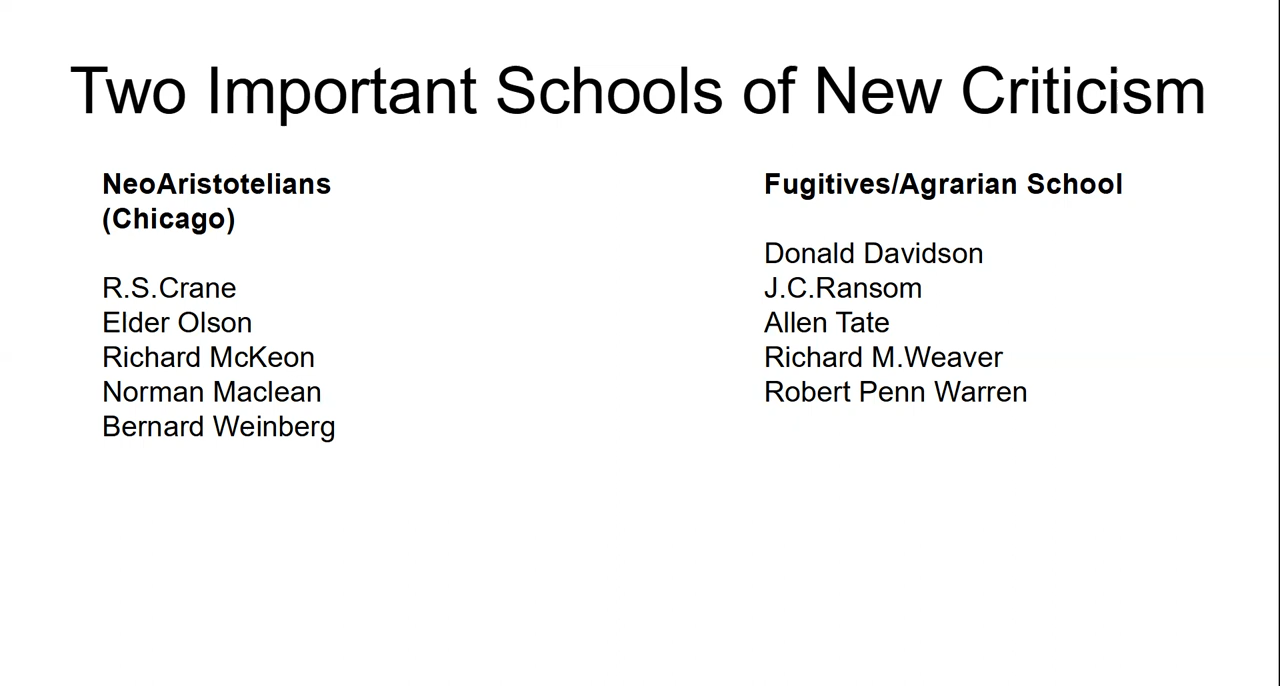 Two Important Schools of New Criticism
NeoAristotelians
(Chicago)
R.S.Crane
Elder Olson
Richard McKeon
Norman Maclean
Bernard Weinberg
Fugitives/Agrarian School
Donald Davidson
J.C.Ransom
Allen Tate
Richard M.Weaver
Robert Penn Warren